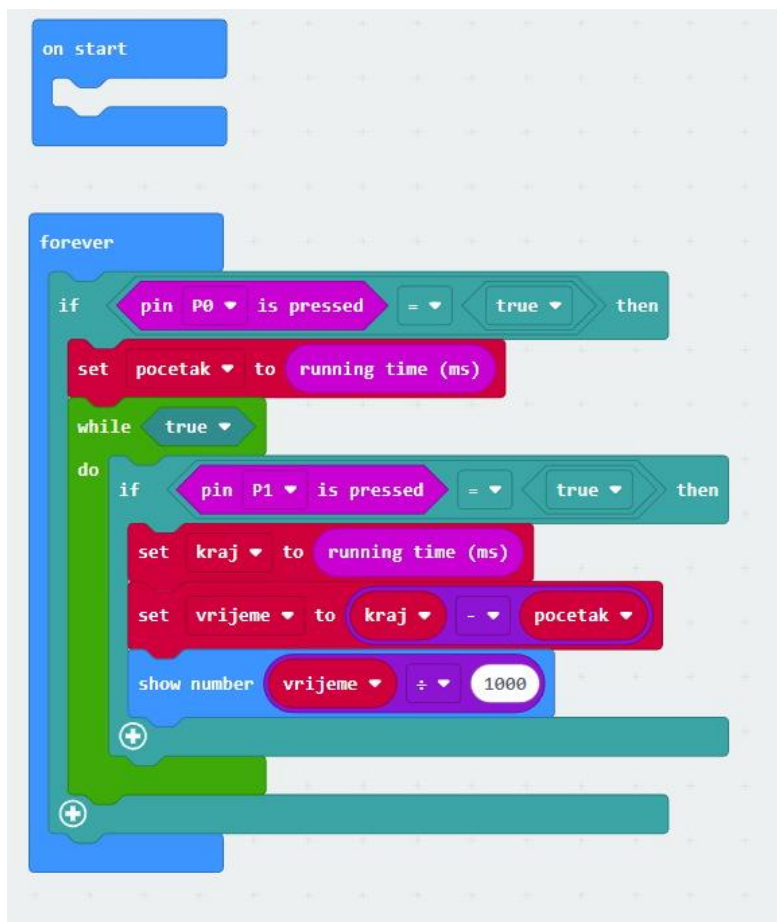 on start
forever
if pin P0 is pressed = true then
set pocetak to running time (ms)
while true
do
if pin P1 is pressed = true then
set kraj to running time (ms)
set vrijeme to kraj - pocetak
show number vrijeme ÷ 1000